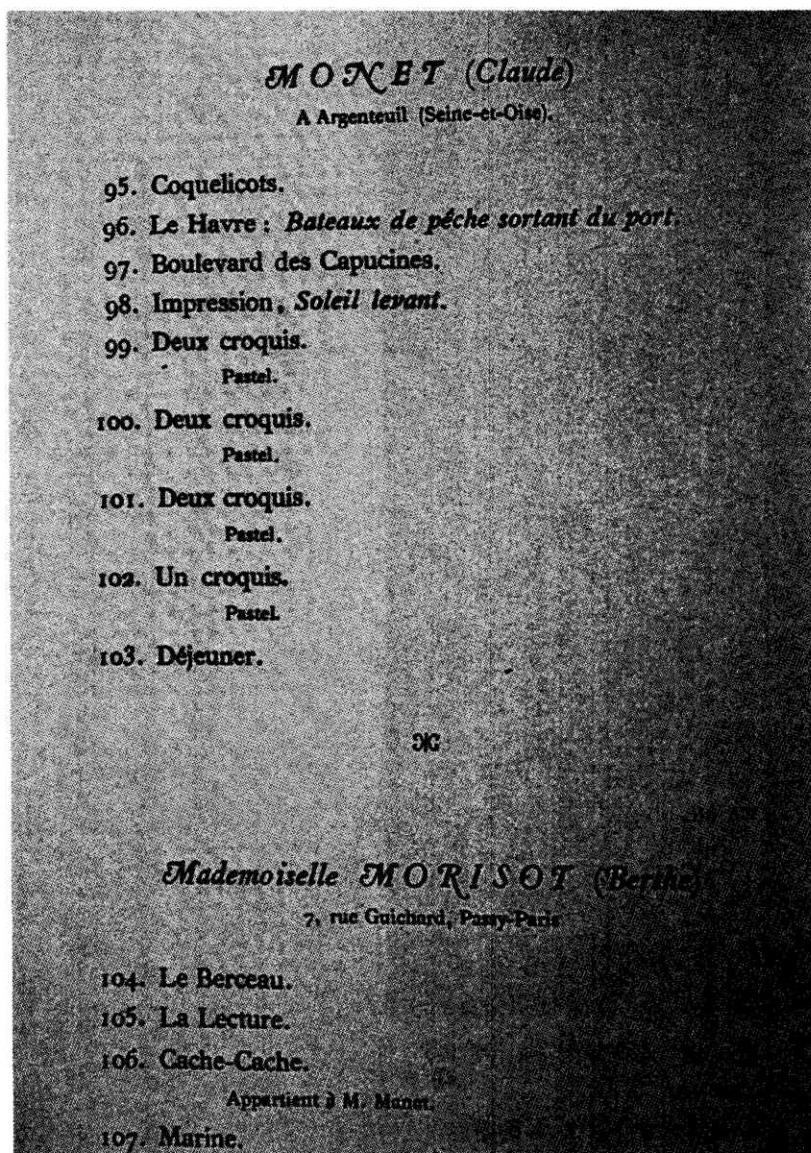 MONET (Claude)
A Argenteuil (Seine-et-Oise).
95. Coquelicots.
96. Le Havre : Bateaux de pêche sortant du port.
97. Boulevard des Capucines.
98. Impression, Soleil levant.
99. Deux croquis.
Pastel.
100. Deux croquis.
Pastel.
101. Deux croquis.
Pastel.
102. Un croquis.
Pastel.
103. Déjeuner.
Mademoiselle MORISOT (Berthe)
7, rue Guichard, Passy-Paris
104. Le Berceau.
105. La Lecture.
106. Cache-Cache.
Appartient à M. Manet.
107. Marine.